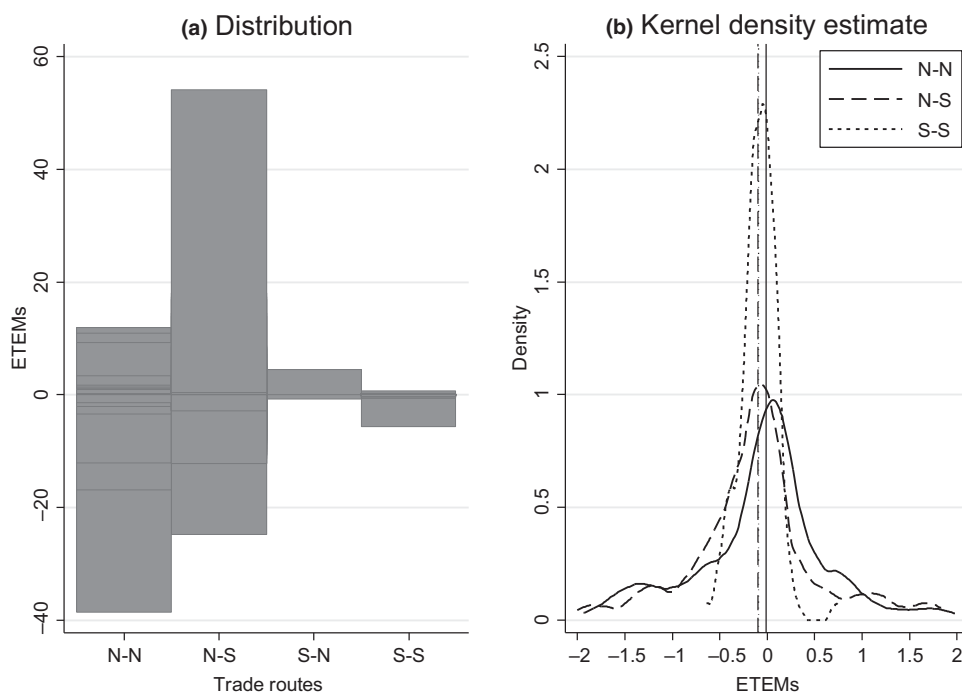 (a) Distribution
60
40
20
0
−20
−40
ETEMs
N-N N-S S-N S-S
Trade routes
(b) Kernel density estimate
2.5
2
1.5
1
0.5
0
Density
N-N
N-S
S-S
−2 −1.5 −1 −0.5 0 0.5 1 1.5 2
ETEMs